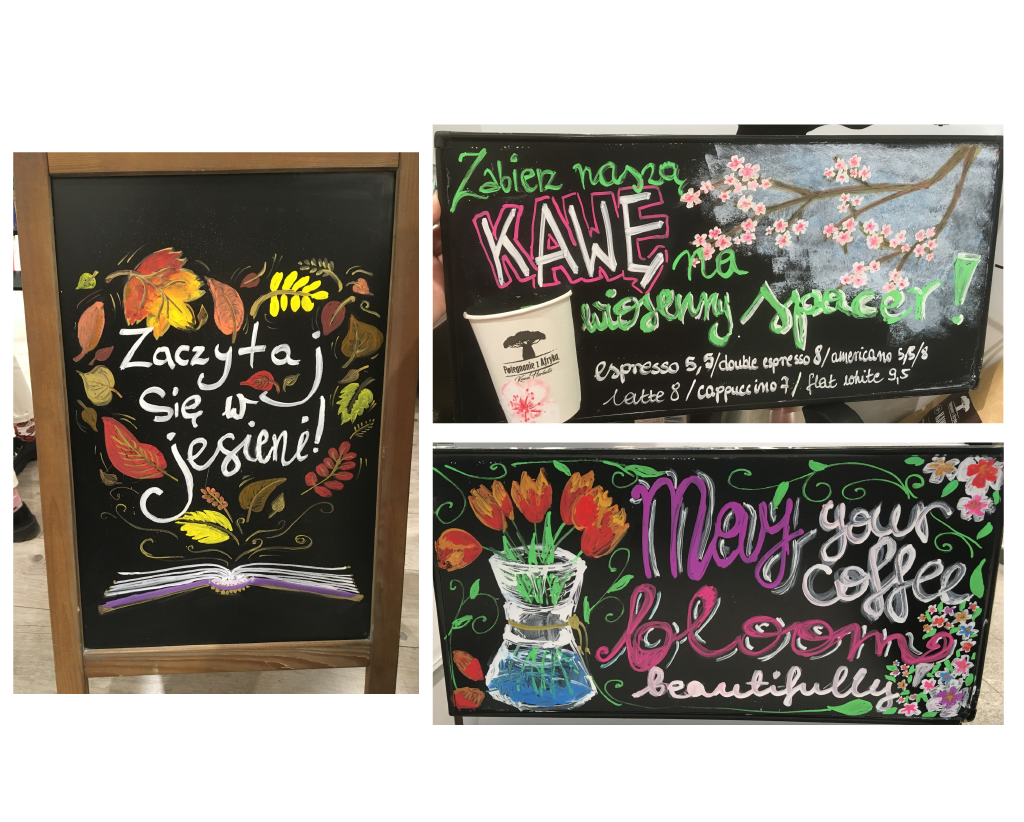 Zaczytaj
się w
jesieni!
Zabierz naszą
KAWĘ na
wiosenny spacer!
Pożegnanie z Afryką
espresso 5,5/double espresso 8/americano 5,5/8
latte 8/cappuccino 7/flat white 9,5
May your
coffee
bloom
beautifully